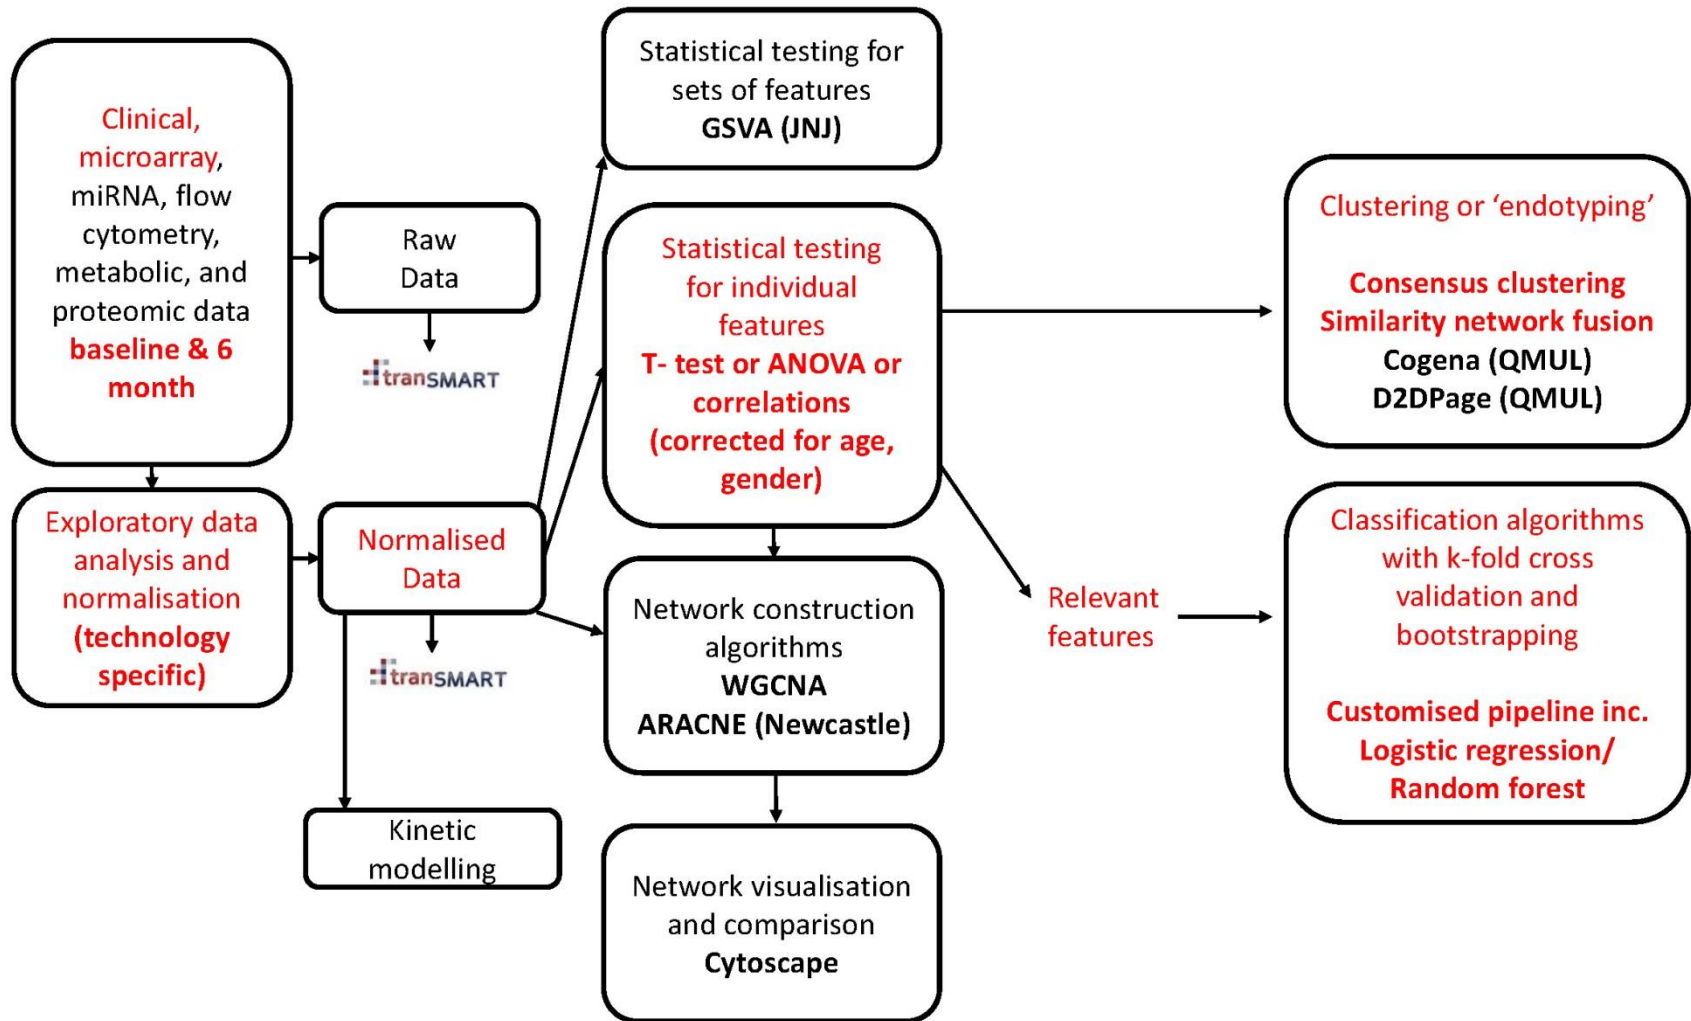 Clinical,
microarray,
miRNA, flow
cytometry,
metabolic, and
proteomic data
baseline & 6
month
Raw
Data
tranSMART
Exploratory data
analysis and
normalisation
(technology
specific)
Normalised
Data
tranSMART
Kinetic
modelling
Statistical testing for
sets of features
GSVA (JNJ)
Statistical testing
for individual
features
T- test or ANOVA or
correlations
(corrected for age,
gender)
Network construction
algorithms
WGCNA
ARACNE (Newcastle)
Network visualisation
and comparison
Cytoscape
Relevant
features
Clustering or ‘endotyping’
Consensus clustering
Similarity network fusion
Cogena (QMUL)
D2DPage (QMUL)
Classification algorithms
with k-fold cross
validation and
bootstrapping
Customised pipeline inc.
Logistic regression/
Random forest